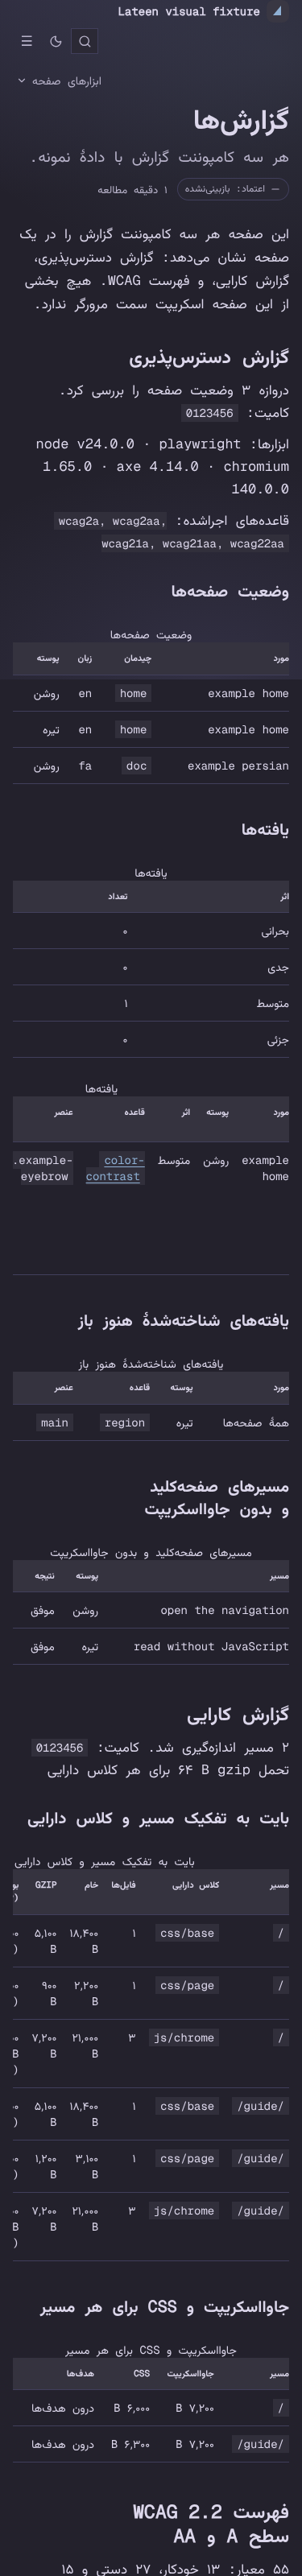 Lateen visual fixture
ابزارهای صفحه
گزارش‌ها
هر سه کامپوننت گزارش با دادهٔ نمونه.
— اعتماد: بازبینی‌نشده
۱ دقیقه مطالعه
این صفحه هر سه کامپوننت گزارش را در یک
صفحه نشان می‌دهد: گزارش دسترس‌پذیری،
گزارش کارایی، و فهرست WCAG. هیچ بخشی
از این صفحه اسکریپت سمت مرورگر ندارد.
گزارش دسترس‌پذیری
دروازه ۳ وضعیت صفحه را بررسی کرد.
کامیت: 0123456
ابزارها: node v24.0.0 · playwright
1.65.0 · axe 4.14.0 · chromium
140.0.0
قاعده‌های اجراشده: wcag2a, wcag2aa,
wcag21a, wcag21aa, wcag22aa
وضعیت صفحه‌ها
وضعیت صفحه‌ها
مورد چیدمان زبان پوسته
example home home en روشن
example home home en تیره
example persian doc fa روشن
یافته‌ها
یافته‌ها
اثر تعداد
بحرانی ۰
جدی ۰
متوسط ۱
جزئی ۰
یافته‌ها
مورد پوسته اثر قاعده عنصر
example home روشن متوسط color-contrast .example-eyebrow
یافته‌های شناخته‌شدهٔ هنوز باز
یافته‌های شناخته‌شدهٔ هنوز باز
مورد پوسته قاعده عنصر
همهٔ صفحه‌ها تیره region main
مسیرهای صفحه‌کلید
و بدون جاوااسکریپت
مسیرهای صفحه‌کلید و بدون جاوااسکریپت
مسیر پوسته نتیجه
open the navigation روشن موفق
read without JavaScript تیره موفق
گزارش کارایی
۲ مسیر اندازه‌گیری شد. کامیت: 0123456
تحمل ۶۴ B gzip برای هر کلاس دارایی
بایت به تفکیک مسیر و کلاس دارایی
بایت به تفکیک مسیر و کلاس دارایی
مسیر کلاس دارایی فایل‌ها خام GZIP
/ css/base ۱ ۱۸,۴۰۰ B ۵,۱۰۰ B
/ css/page ۱ ۲,۲۰۰ B ۹۰۰ B
/ js/chrome ۳ ۲۱,۰۰۰ B ۷,۲۰۰ B
/guide/ css/base ۱ ۱۸,۴۰۰ B ۵,۱۰۰ B
/guide/ css/page ۱ ۳,۱۰۰ B ۱,۲۰۰ B
/guide/ js/chrome ۳ ۲۱,۰۰۰ B ۷,۲۰۰ B
جاوااسکریپت و CSS برای هر مسیر
جاوااسکریپت و CSS برای هر مسیر
مسیر جاوااسکریپت CSS هدف‌ها
/ ۷,۲۰۰ B ۶,۰۰۰ B درون هدف‌ها
/guide/ ۷,۲۰۰ B ۶,۳۰۰ B درون هدف‌ها
فهرست WCAG 2.2
سطح A و AA
۵۵ معیار: ۱۳ خودکار، ۲۷ دستی و ۱۵